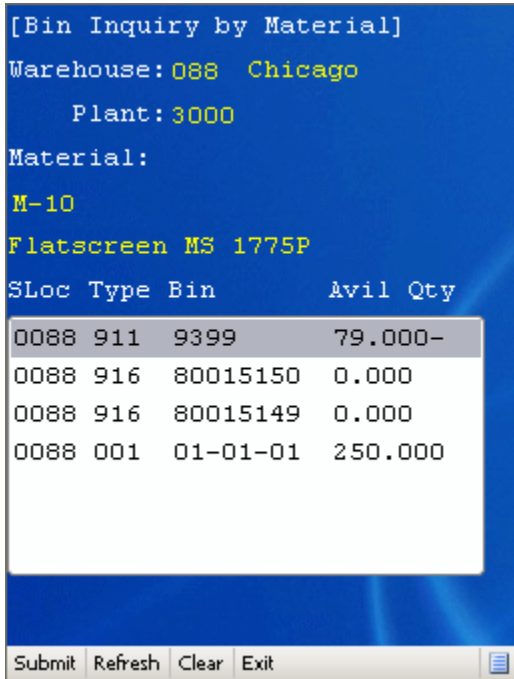 [Bin Inquiry by Material]
Warehouse: 088 Chicago
Plant: 3000
Material:
M-10
Flatscreen MS 1775P
SLoc Type Bin Avil Qty
0088 911 9399 79.000-
0088 916 80015150 0.000
0088 916 80015149 0.000
0088 001 01-01-01 250.000
Submit Refresh Clear Exit